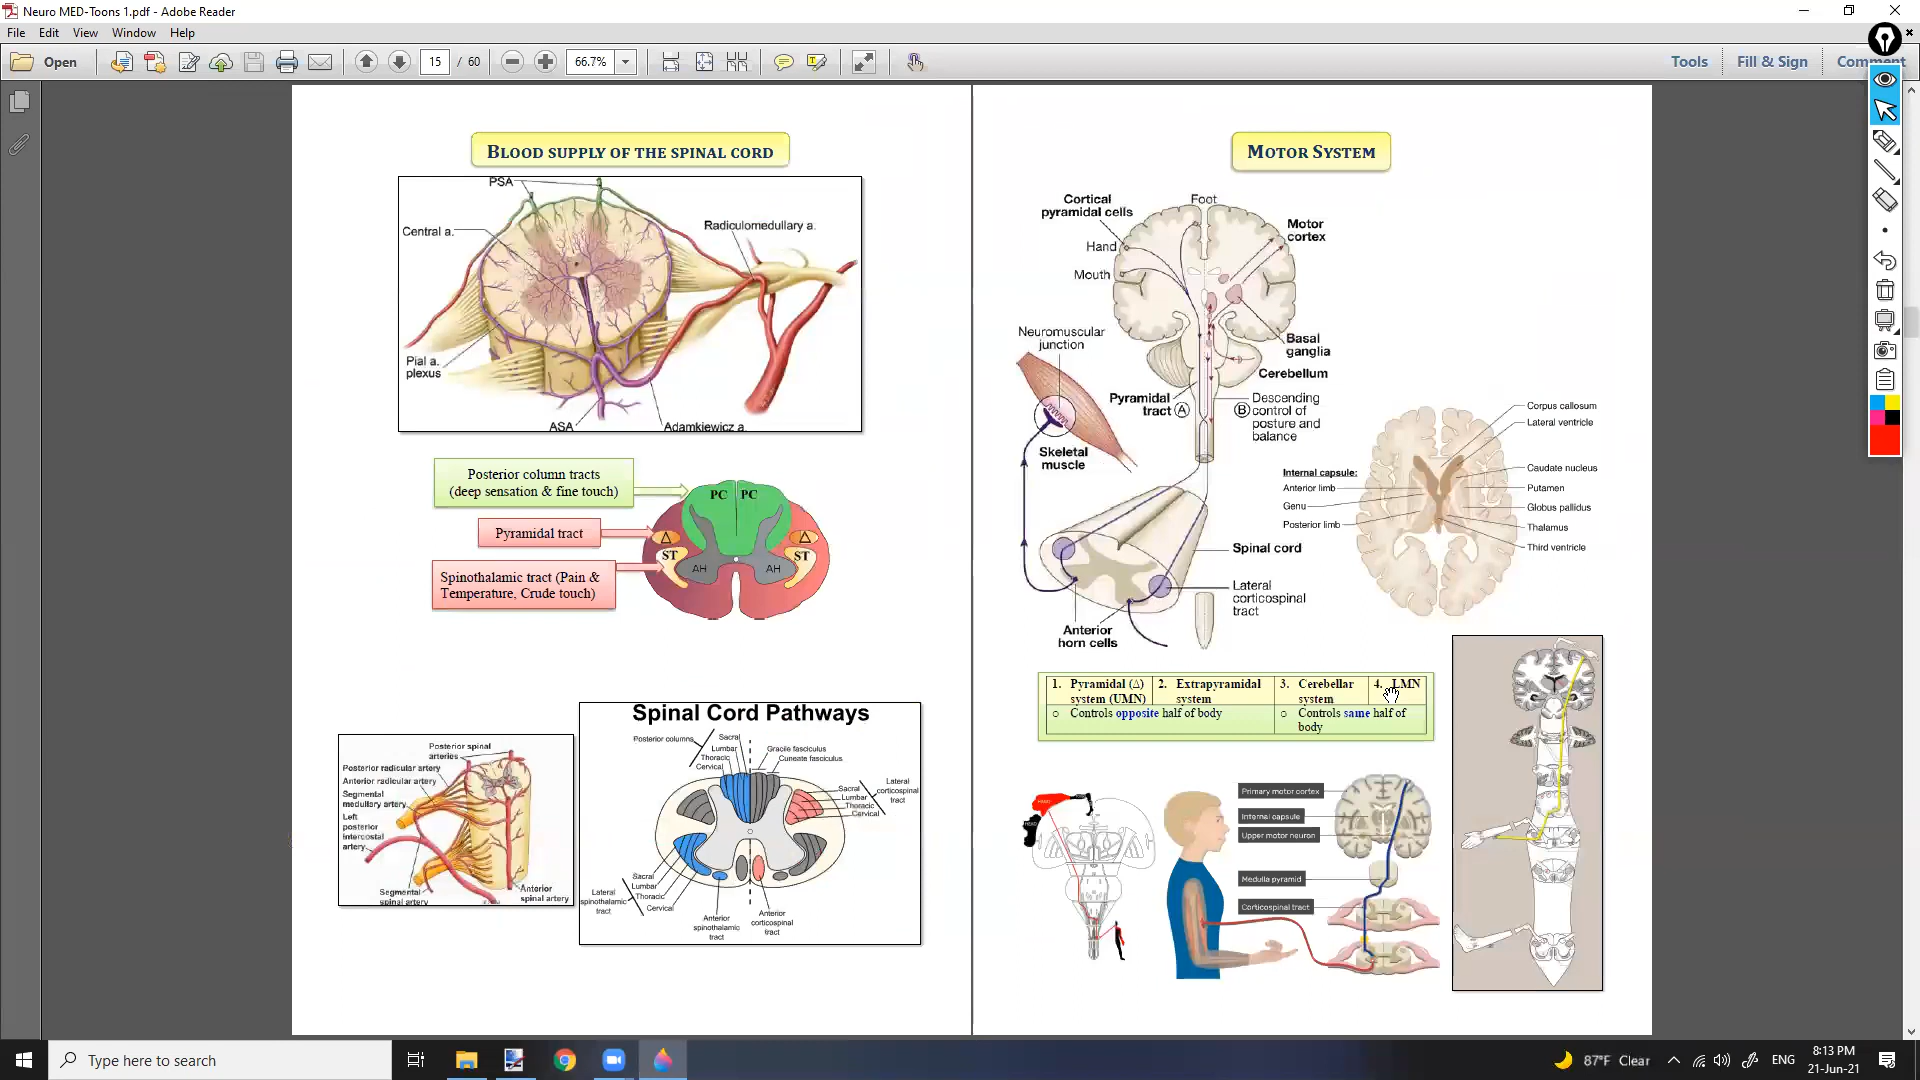 Neuro MED-Toons 1.pdf - Adobe Reader
File Edit View Window Help
Open
15 / 60
66.7%
Tools
Fill & Sign
Comment
BLOOD SUPPLY OF THE SPINAL CORD
PSA
Central a.
Radiculomedullary a.
Pial a.
plexus
ASA
Adamkiewicz a.
Posterior column tracts
(deep sensation & fine touch)
Pyramidal tract
Spinothalamic tract (Pain &
Temperature, Crude touch)
PC PC
Δ Δ
ST ST
AH AH
Posterior spinal
arteries
Posterior radicular artery
Anterior radicular artery
Segmental
medullary artery
Left
posterior
intercostal
artery
Segmental
spinal artery
Anterior
spinal artery
Spinal Cord Pathways
Posterior columns
Sacral
Lumbar
Thoracic
Cervical
Gracile fasciculus
Cuneate fasciculus
Sacral
Lumbar
Thoracic
Cervical
Lateral
corticospinal
tract
Sacral
Lumbar
Thoracic
Cervical
Lateral
spinothalamic
tract
Anterior
spinothalamic
tract
Anterior
corticospinal
tract
MOTOR SYSTEM
Cortical
pyramidal cells
Foot
Hand
Mouth
Motor
cortex
Neuromuscular
junction
Basal
ganglia
Cerebellum
Pyramidal
tract A
B Descending
control of
posture and
balance
Skeletal
muscle
Spinal cord
Lateral
corticospinal
tract
Anterior
horn cells
Internal capsule:
Anterior limb
Genu
Posterior limb
Corpus callosum
Lateral ventricle
Caudate nucleus
Putamen
Globus pallidus
Thalamus
Third ventricle
1. Pyramidal (Δ)
system (UMN)
2. Extrapyramidal
system
3. Cerebellar
system
4. LMN
o Controls opposite half of body
o Controls same half of
body
HEAD
HEAD
Primary motor cortex
Internal capsule
Upper motor neuron
Medulla pyramid
Corticospinal tract
Type here to search
87°F Clear
ENG
8:13 PM
21-Jun-21